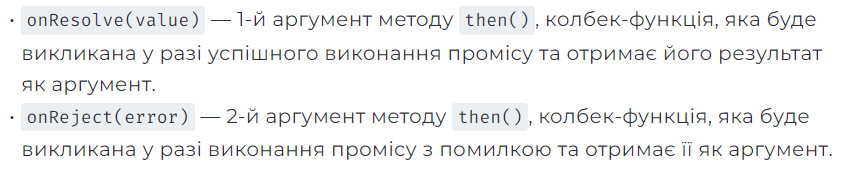 • onResolve(value) — 1-й аргумент методу then(), колбек-функція, яка буде
викликана у разі успішного виконання промісу та отримає його результат
як аргумент.
• onReject(error) — 2-й аргумент методу then(), колбек-функція, яка буде
викликана у разі виконання промісу з помилкою та отримає її як аргумент.